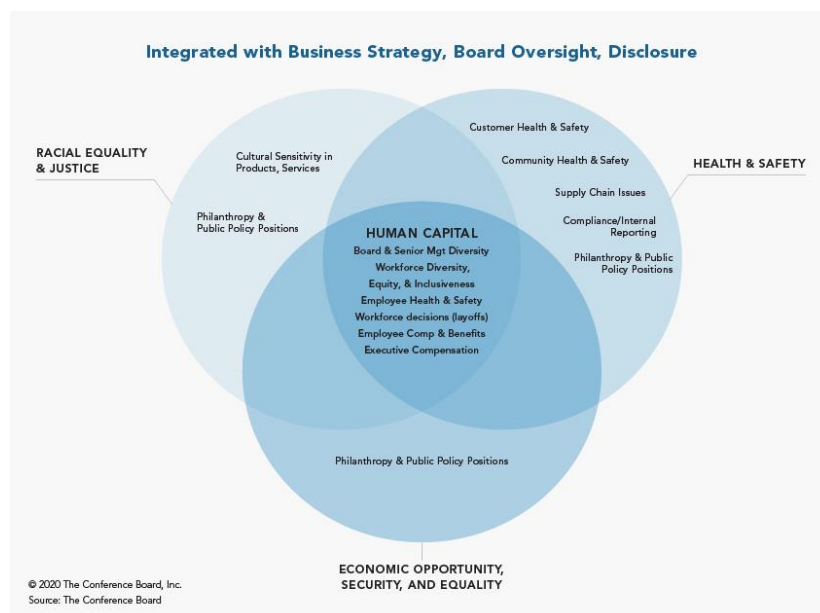 Integrated with Business Strategy, Board Oversight, Disclosure
RACIAL EQUALITY
& JUSTICE
Cultural Sensitivity in
Products, Services
Philanthropy &
Public Policy Positions
Customer Health & Safety
Community Health & Safety
Supply Chain Issues
Compliance/Internal
Reporting
Philanthropy & Public
Policy Positions
HEALTH & SAFETY
HUMAN CAPITAL
Board & Senior Mgt Diversity
Workforce Diversity,
Equity, & Inclusiveness
Employee Health & Safety
Workforce decisions (layoffs)
Employee Comp & Benefits
Executive Compensation
Philanthropy & Public Policy Positions
ECONOMIC OPPORTUNITY,
SECURITY, AND EQUALITY
© 2020 The Conference Board, Inc.
Source: The Conference Board